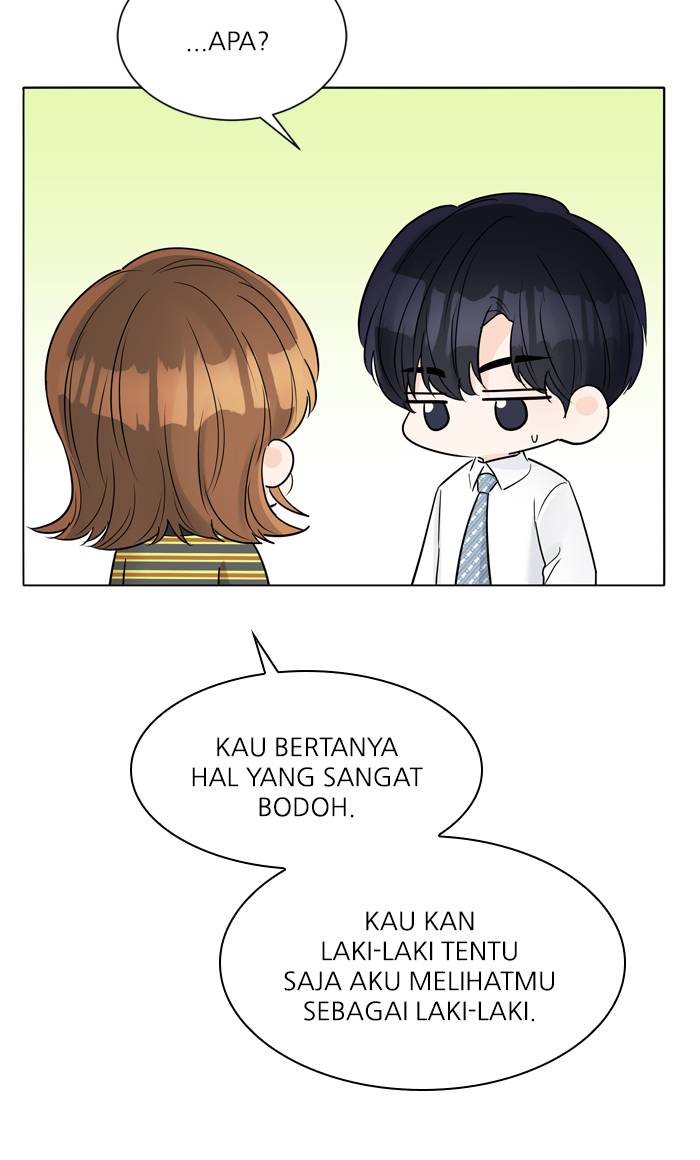 ...APA?
KAU BERTANYA
HAL YANG SANGAT
BODOH.
KAU KAN
LAKI-LAKI TENTU
SAJA AKU MELIHATMU
SEBAGAI LAKI-LAKI.